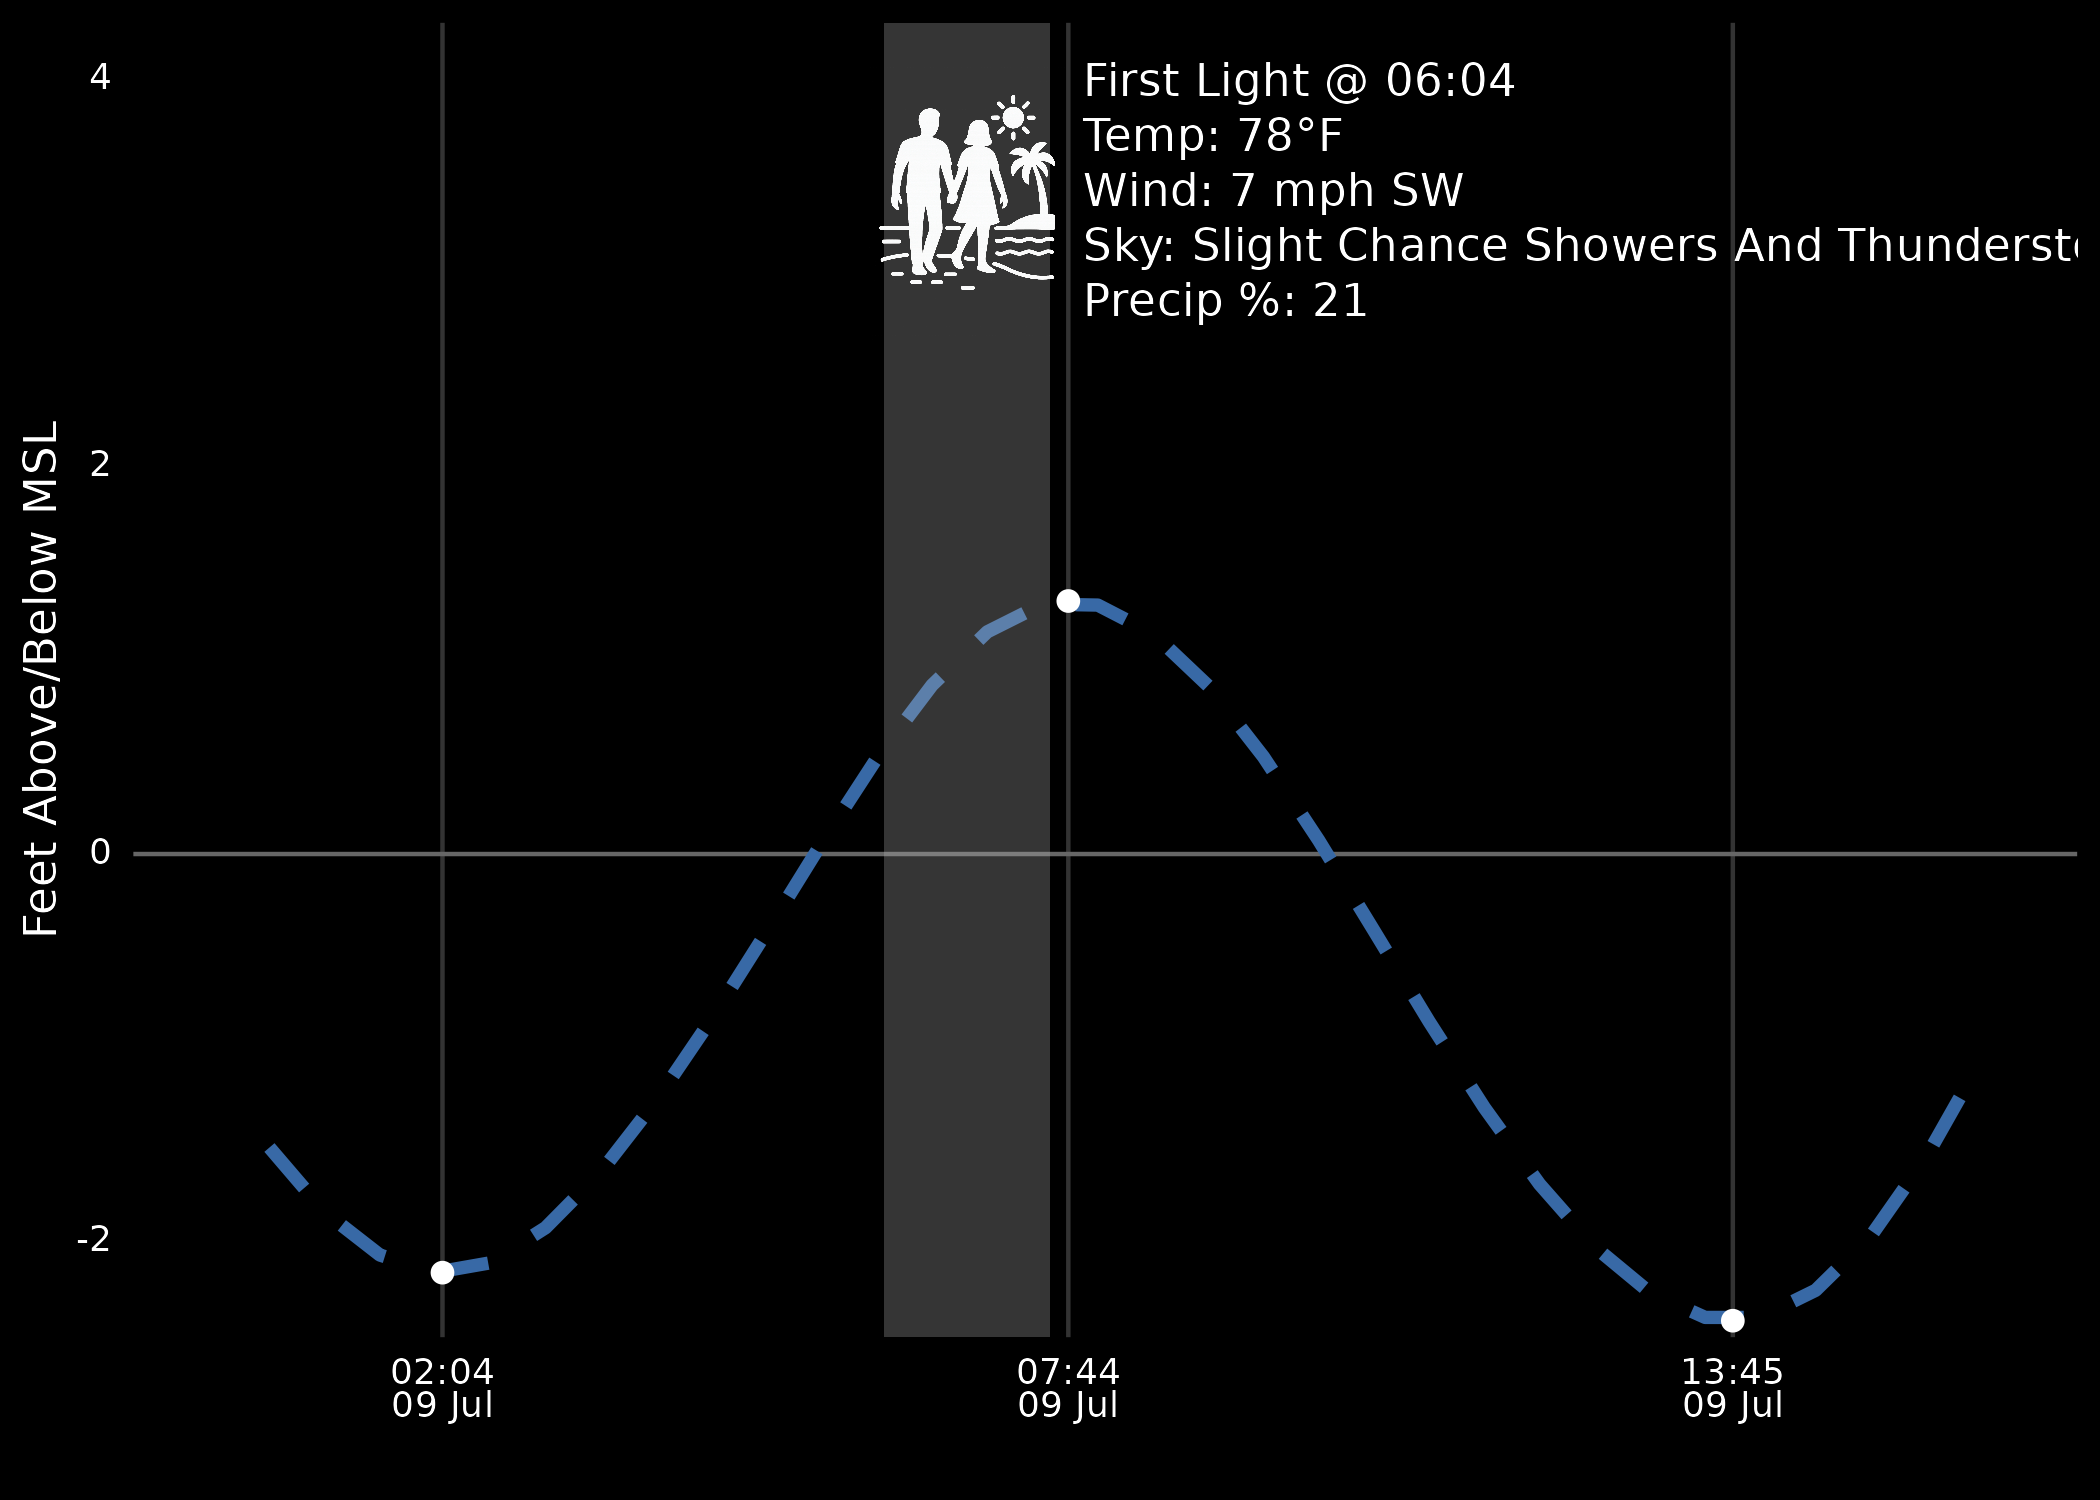 4
First Light @ 06:04
Temp: 78°F
Wind: 7 mph SW
Sky: Slight Chance Showers And
Precip %: 21
2
Feet Above/Below MSL
0
-2
02:04
09 Jul
07:44
09 Jul
13:45
09 Jul